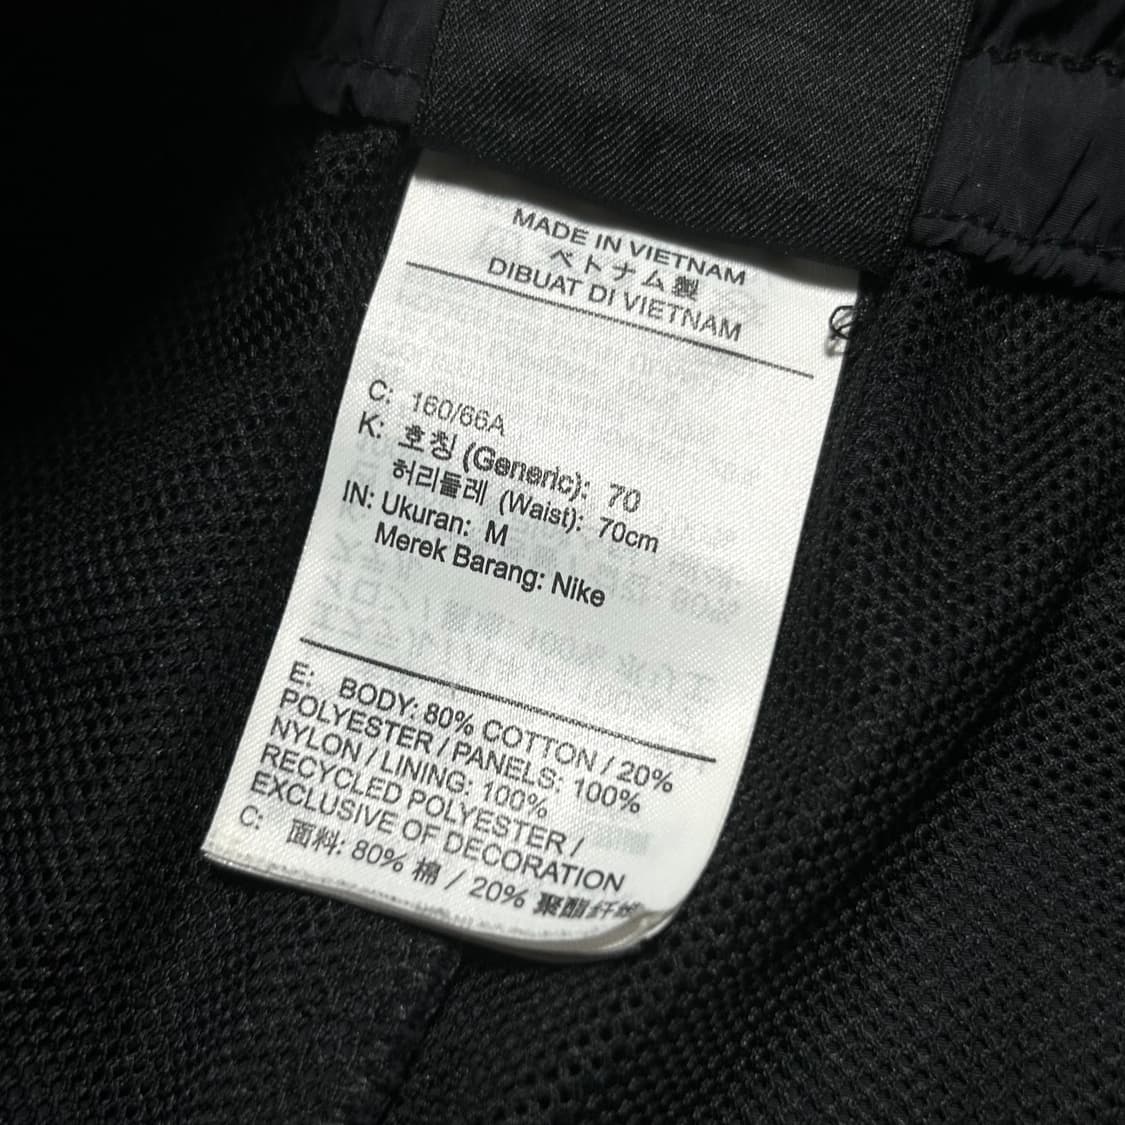 MADE IN VIETNAM
ベトナム製
DIBUAT DI VIETNAM
C: 160/66A
K: 호칭 (Generic): 70
허리둘레 (Waist): 70cm
IN: Ukuran: M
Merek Barang: Nike
E: BODY: 80% COTTON / 20%
POLYESTER / PANELS: 100%
NYLON / LINING: 100%
RECYCLED POLYESTER /
EXCLUSIVE OF DECORATION
C: 面料: 80% 棉 / 20% 聚酯纤维